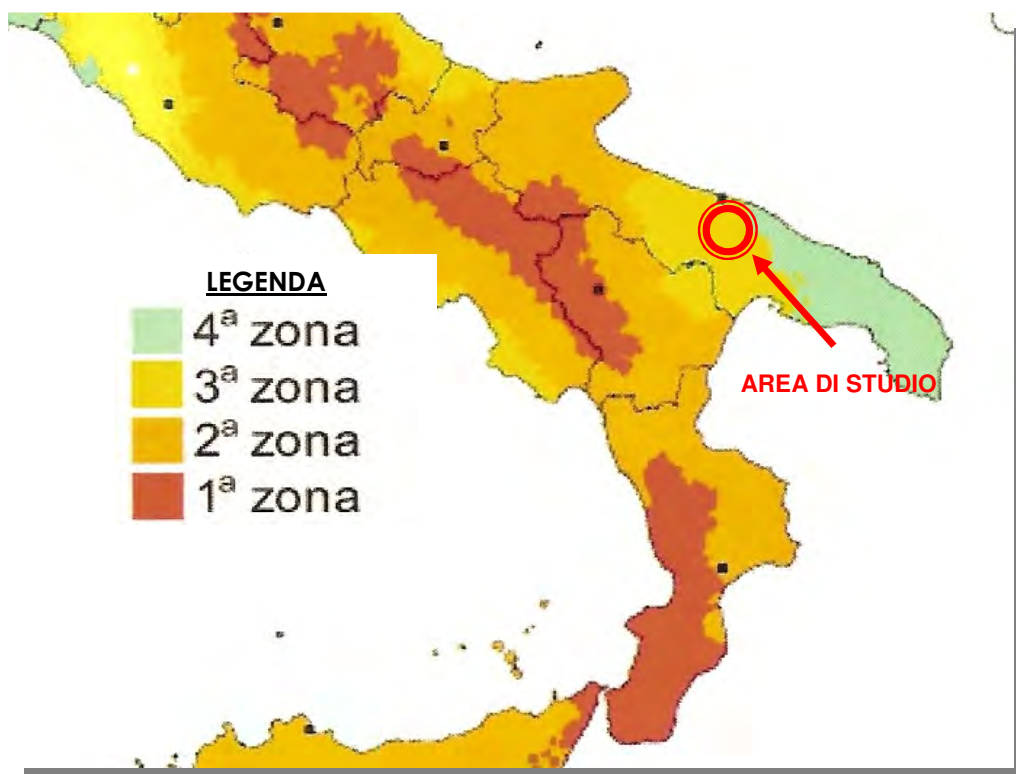 LEGENDA
4ª zona
3ª zona
2ª zona
1ª zona
AREA DI STUDIO